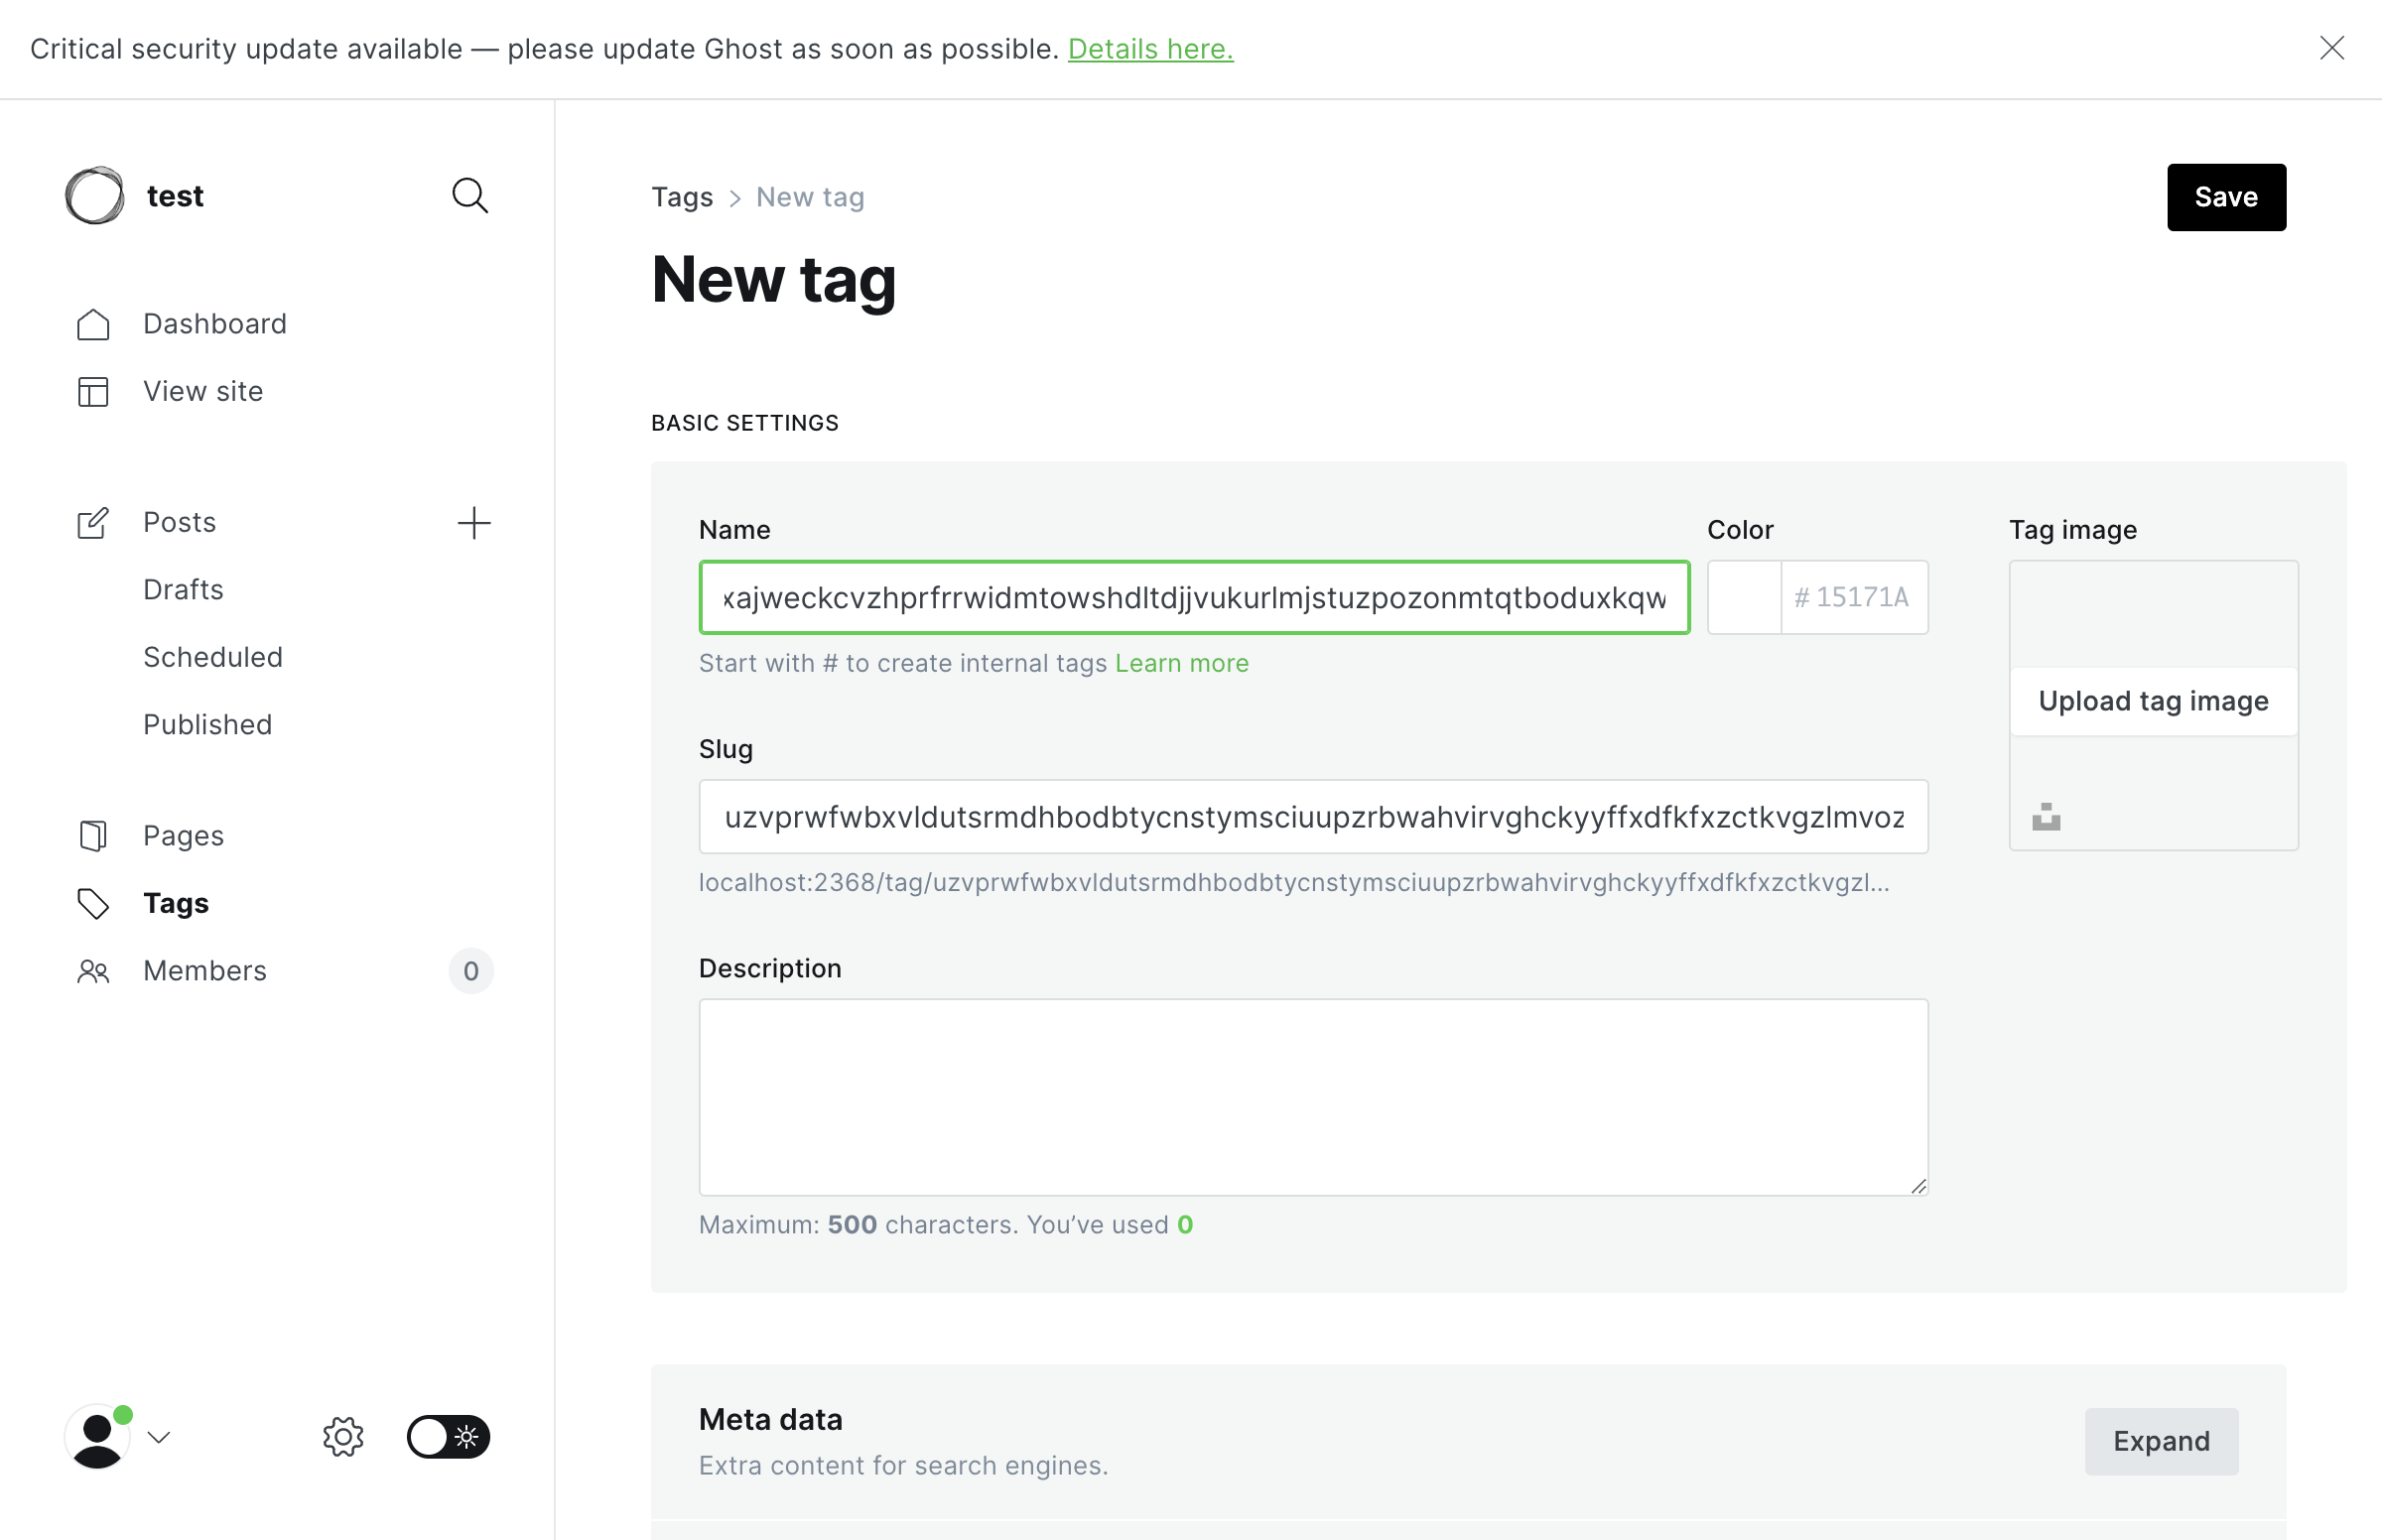 Critical security update available — please update Ghost as soon as possible. Details here.
test
Dashboard
View site
Posts
Drafts
Scheduled
Published
Pages
Tags
Members
0
Tags > New tag
Save
New tag
BASIC SETTINGS
Name
xajweckcvzhprfrrwidmtowshdltdjjvukurlmjstuzpozonmtqtboduxkqw
Start with # to create internal tags Learn more
Color
# 15171A
Tag image
Upload tag image
Slug
uzvprwfwbxvldutsrmdhbodbtycnstymsciuupzrbwahvirvghckyyffxdfkfxzctkvgzlmvoz
localhost:2368/tag/uzvprwfwbxvldutsrmdhbodbtycnstymsciuupzrbwahvirvghckyyffxdfkfxzctkvgzl...
Description
Maximum: 500 characters. You’ve used 0
Meta data
Extra content for search engines.
Expand